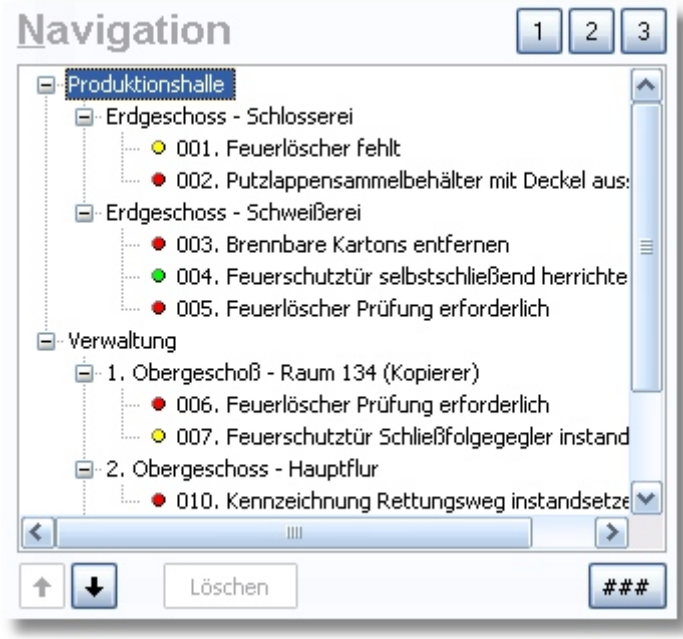 Navigation
1 2 3
Produktionshalle
Erdgeschoss - Schlosserei
001. Feuerlöscher fehlt
002. Putzlappensammelbehälter mit Deckel aus
Erdgeschoss - Schweißerei
003. Brennbare Kartons entfernen
004. Feuerschutztür selbstschließend herrichte
005. Feuerlöscher Prüfung erforderlich
Verwaltung
1. Obergeschoß - Raum 134 (Kopierer)
006. Feuerlöscher Prüfung erforderlich
007. Feuerschutztür Schließfolgegegler instand
2. Obergeschoss - Hauptflur
010. Kennzeichnung Rettungsweg instandsetze
Löschen
###